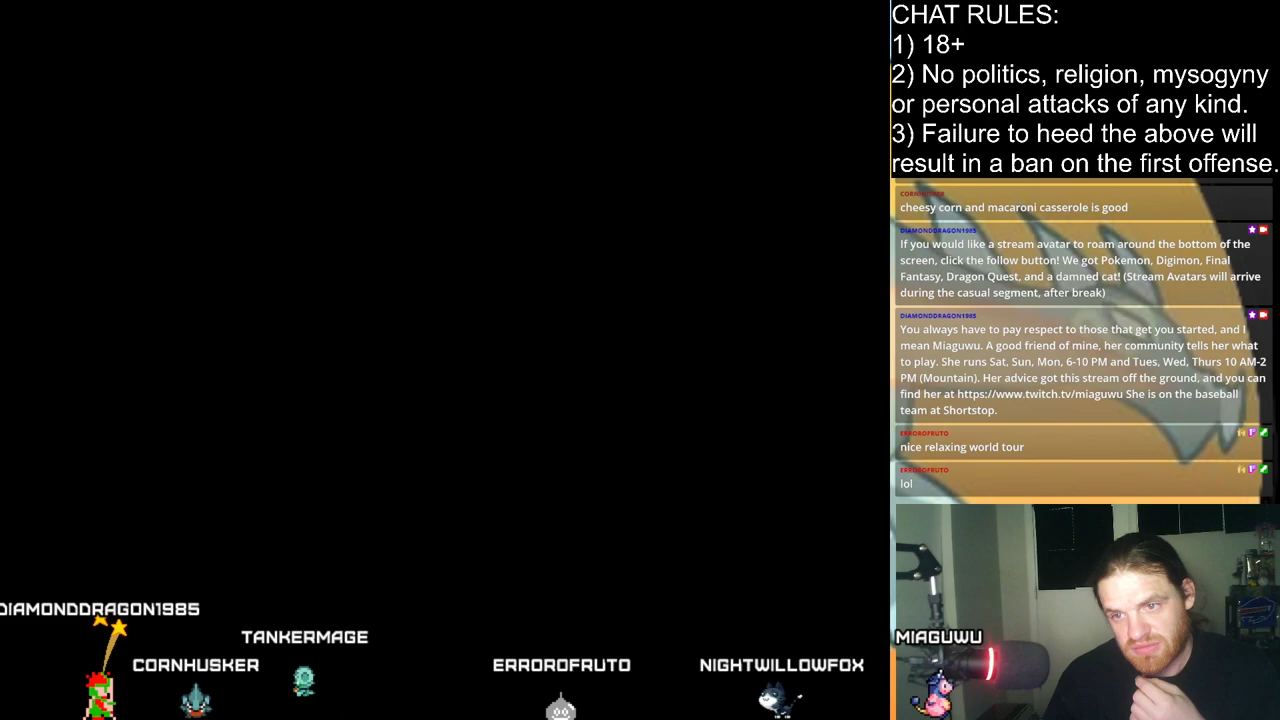 CHAT RULES:
1) 18+
2) No politics, religion, mysogyny
or personal attacks of any kind.
3) Failure to heed the above will
result in a ban on the first offense.
CORNHUSKER
cheesy corn and macaroni casserole is good
DIAMONDDRAGON1985
If you would like a stream avatar to roam around the bottom of the
screen, click the follow button! We got Pokemon, Digimon, Final
Fantasy, Dragon Quest, and a damned cat! (Stream Avatars will arrive
during the casual segment, after break)
DIAMONDDRAGON1985
You always have to pay respect to those that get you started, and I
mean Miaguwu. A good friend of mine, her community tells her what
to play. She runs Sat, Sun, Mon, 6-10 PM and Tues, Wed, Thurs 10 AM-2
PM (Mountain). Her advice got this stream off the ground, and you can
find her at https://www.twitch.tv/miaguwu She is on the baseball
team at Shortstop.
ERROROFRUTO
nice relaxing world tour
ERROROFRUTO
lol
DIAMONDDRAGON1985
TANKERMAGE
CORNHUSKER
ERROROFRUTO
NIGHTWILLOWFOX
MIAGUWU